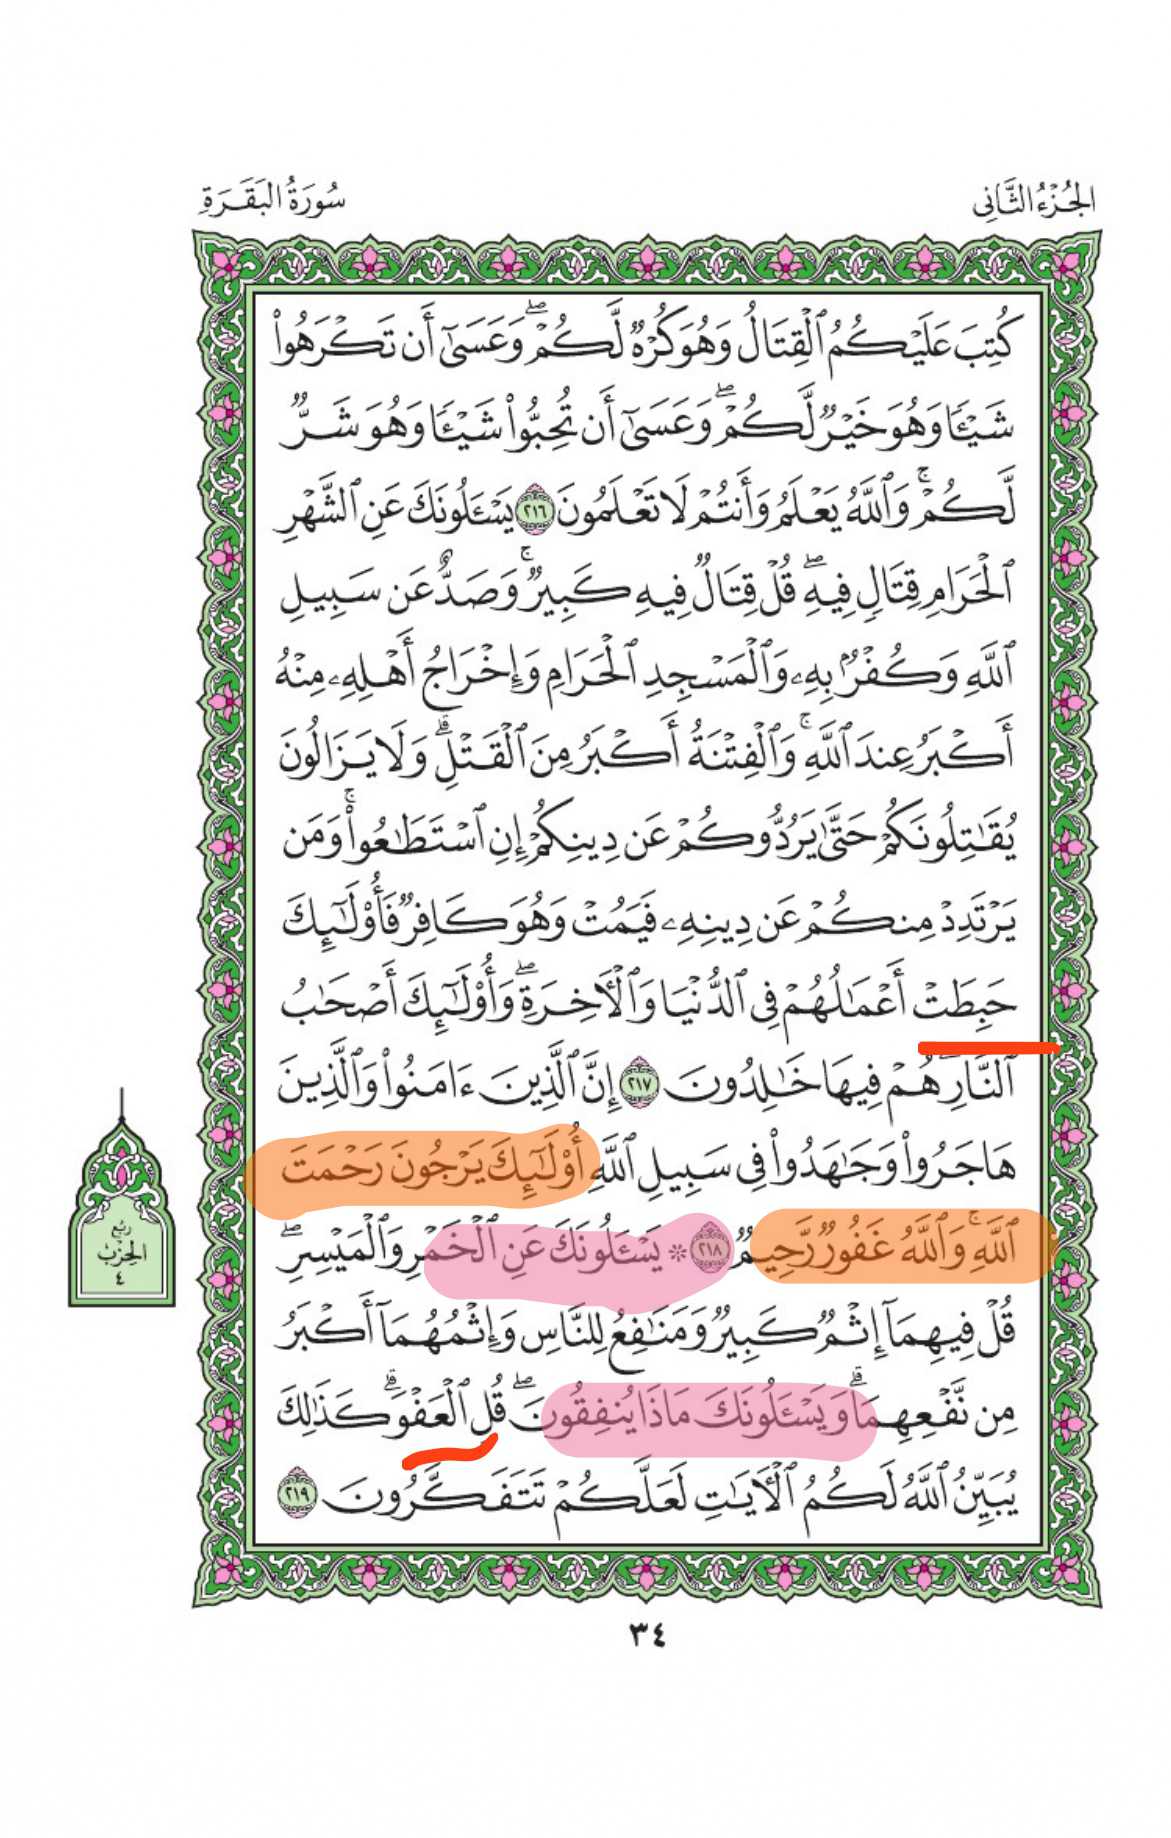 الجُزْءُ الثَّانِي
سُورَةُ البَقَرَةِ
كُتِبَ عَلَيْكُمُ ٱلْقِتَالُ وَهُوَ كُرْهٌ لَّكُمْ ۖ وَعَسَىٰٓ أَن تَكْرَهُوا۟
شَيْـًٔا وَهُوَ خَيْرٌ لَّكُمْ ۖ وَعَسَىٰٓ أَن تُحِبُّوا۟ شَيْـًٔا وَهُوَ شَرٌّ
لَّكُمْ ۚ وَٱللَّهُ يَعْلَمُ وَأَنتُمْ لَا تَعْلَمُونَ ٢١٦ يَسْـَٔلُونَكَ عَنِ ٱلشَّهْرِ
ٱلْحَرَامِ قِتَالٍ فِيهِ ۖ قُلْ قِتَالٌ فِيهِ كَبِيرٌ ۚ وَصَدٌّ عَن سَبِيلِ
ٱللَّهِ وَكُفْرٌۢ بِهِۦ وَٱلْمَسْجِدِ ٱلْحَرَامِ وَإِخْرَاجُ أَهْلِهِۦ مِنْهُ
أَكْبَرُ عِندَ ٱللَّهِ ۚ وَٱلْفِتْنَةُ أَكْبَرُ مِنَ ٱلْقَتْلِ ۗ وَلَا يَزَالُونَ
يُقَـٰتِلُونَكُمْ حَتَّىٰ يَرُدُّوكُمْ عَن دِينِكُمْ إِنِ ٱسْتَطَـٰعُوا۟ ۚ وَمَن
يَرْتَدِدْ مِنكُمْ عَن دِينِهِۦ فَيَمُتْ وَهُوَ كَافِرٌ فَأُو۟لَـٰٓئِكَ
حَبِطَتْ أَعْمَـٰلُهُمْ فِى ٱلدُّنْيَا وَٱلْـَٔاخِرَةِ ۖ وَأُو۟لَـٰٓئِكَ أَصْحَـٰبُ
ٱلنَّارِ ۖ هُمْ فِيهَا خَـٰلِدُونَ ٢١٧ إِنَّ ٱلَّذِينَ ءَامَنُوا۟ وَٱلَّذِينَ
هَاجَرُوا۟ وَجَـٰهَدُوا۟ فِى سَبِيلِ ٱللَّهِ أُو۟لَـٰٓئِكَ يَرْجُونَ رَحْمَتَ
ٱللَّهِ ۚ وَٱللَّهُ غَفُورٌ رَّحِيمٌ ٢١٨ ۞ يَسْـَٔلُونَكَ عَنِ ٱلْخَمْرِ وَٱلْمَيْسِرِ ۖ
قُلْ فِيهِمَآ إِثْمٌ كَبِيرٌ وَمَنَـٰفِعُ لِلنَّاسِ وَإِثْمُهُمَآ أَكْبَرُ
مِن نَّفْعِهِمَا ۗ وَيَسْـَٔلُونَكَ مَاذَا يُنفِقُونَ ۖ قُلِ ٱلْعَفْوَ ۗ كَذَٰلِكَ
يُبَيِّنُ ٱللَّهُ لَكُمُ ٱلْـَٔايَـٰتِ لَعَلَّكُمْ تَتَفَكَّرُونَ ٢١٩
رُبْعُ
الحِزْبِ
٤
٣٤